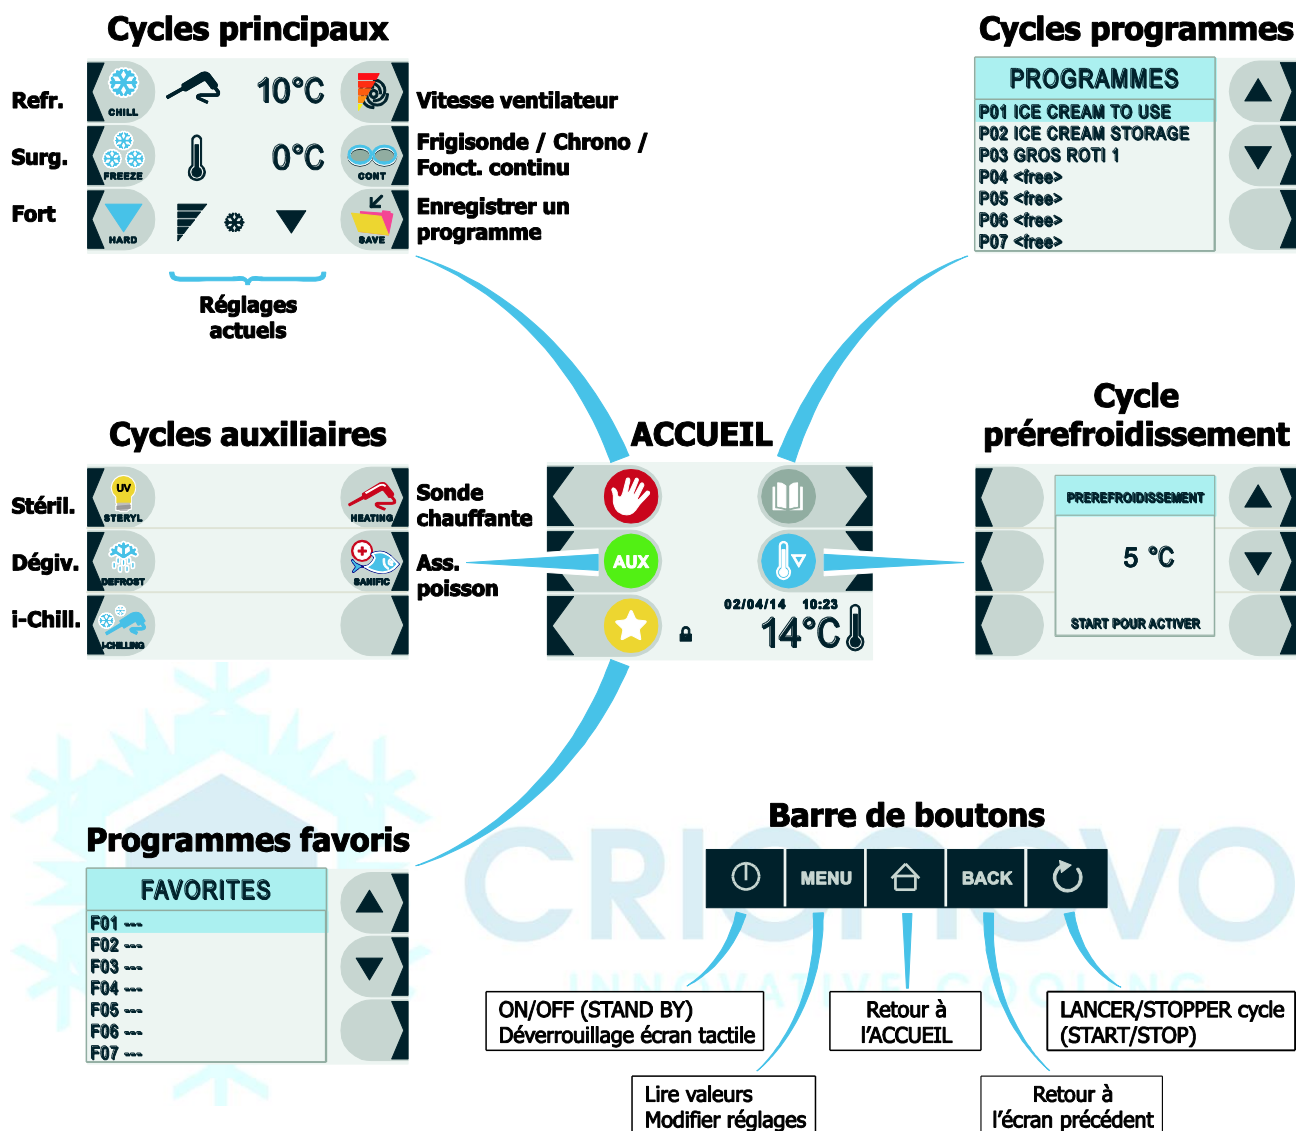 Cycles principaux
Refr.
Surg.
Fort
CHILL
FREEZE
HARD
10°C
0°C
CONT
SAVE
Vitesse ventilateur
Frigisonde / Chrono /
Fonct. continu
Enregistrer un
programme
Réglages
actuels
Cycles programmes
PROGRAMMES
P01 ICE CREAM TO USE
P02 ICE CREAM STORAGE
P03 GROS ROTI 1
P04 <free>
P05 <free>
P06 <free>
P07 <free>
Cycles auxiliaires
Stéril.
Dégiv.
i-Chill.
UV
STERYL
DEFROST
I-CHILLING
HEATING
SANIFIC
Sonde
chauffante
Ass.
poisson
ACCUEIL
AUX
02/04/14 10:23
14°C
Cycle
prérefroidissement
PREREFROIDISSEMENT
5 °C
START POUR ACTIVER
Programmes favoris
FAVORITES
F01 ---
F02 ---
F03 ---
F04 ---
F05 ---
F06 ---
F07 ---
Barre de boutons
MENU
BACK
ON/OFF (STAND BY)
Déverrouillage écran tactile
Retour à
l'ACCUEIL
LANCER/STOPPER cycle
(START/STOP)
Lire valeurs
Modifier réglages
Retour à
l'écran précédent
CRIONOVO
INNOVATIVE COOLING